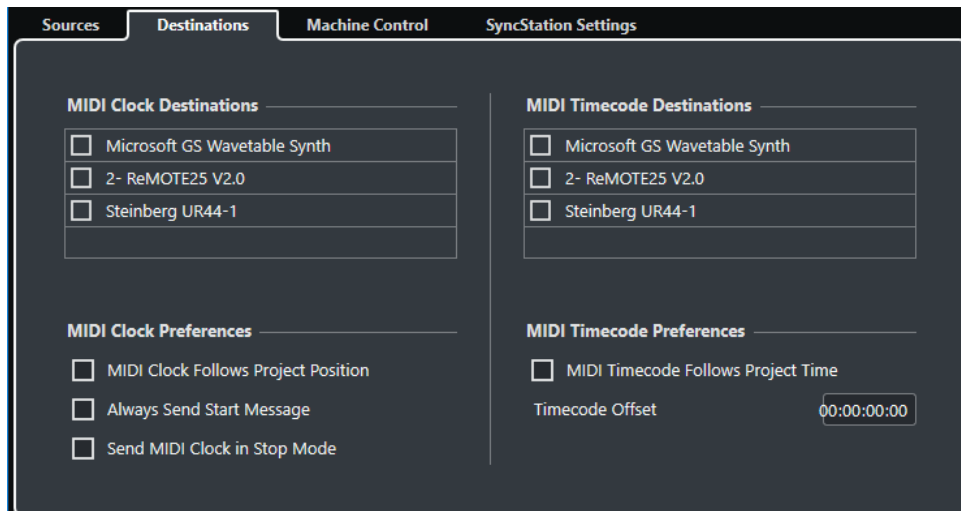 Sources
Destinations
Machine Control
SyncStation Settings
MIDI Clock Destinations
Microsoft GS Wavetable Synth
2- ReMOTE25 V2.0
Steinberg UR44-1
MIDI Clock Preferences
MIDI Clock Follows Project Position
Always Send Start Message
Send MIDI Clock in Stop Mode
MIDI Timecode Destinations
Microsoft GS Wavetable Synth
2- ReMOTE25 V2.0
Steinberg UR44-1
MIDI Timecode Preferences
MIDI Timecode Follows Project Time
Timecode Offset 00:00:00:00